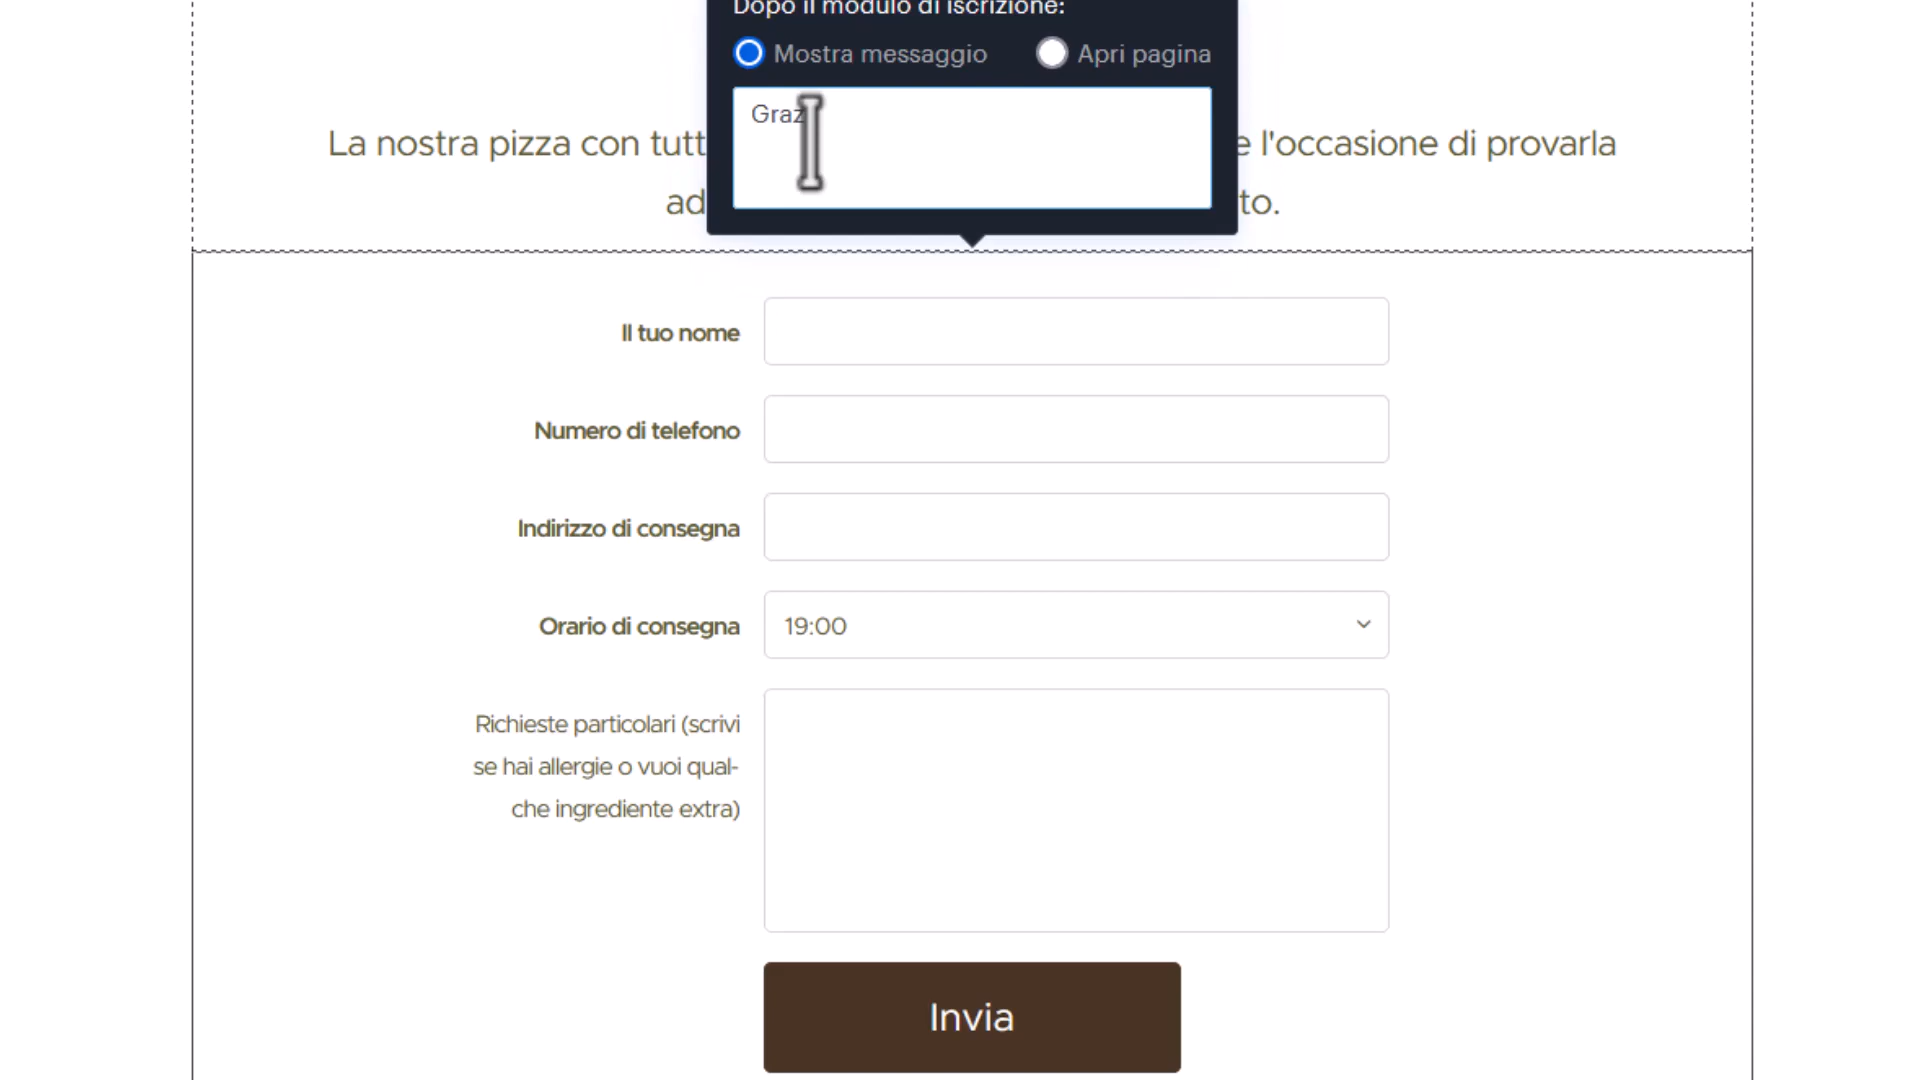 Dopo il modulo di iscrizione:
Mostra messaggio Apri pagina
Graz
La nostra pizza con tutt e l'occasione di provarla
ad to.
Il tuo nome
Numero di telefono
Indirizzo di consegna
Orario di consegna 19:00
Richieste particolari (scrivi
se hai allergie o vuoi qual-
che ingrediente extra)
Invia